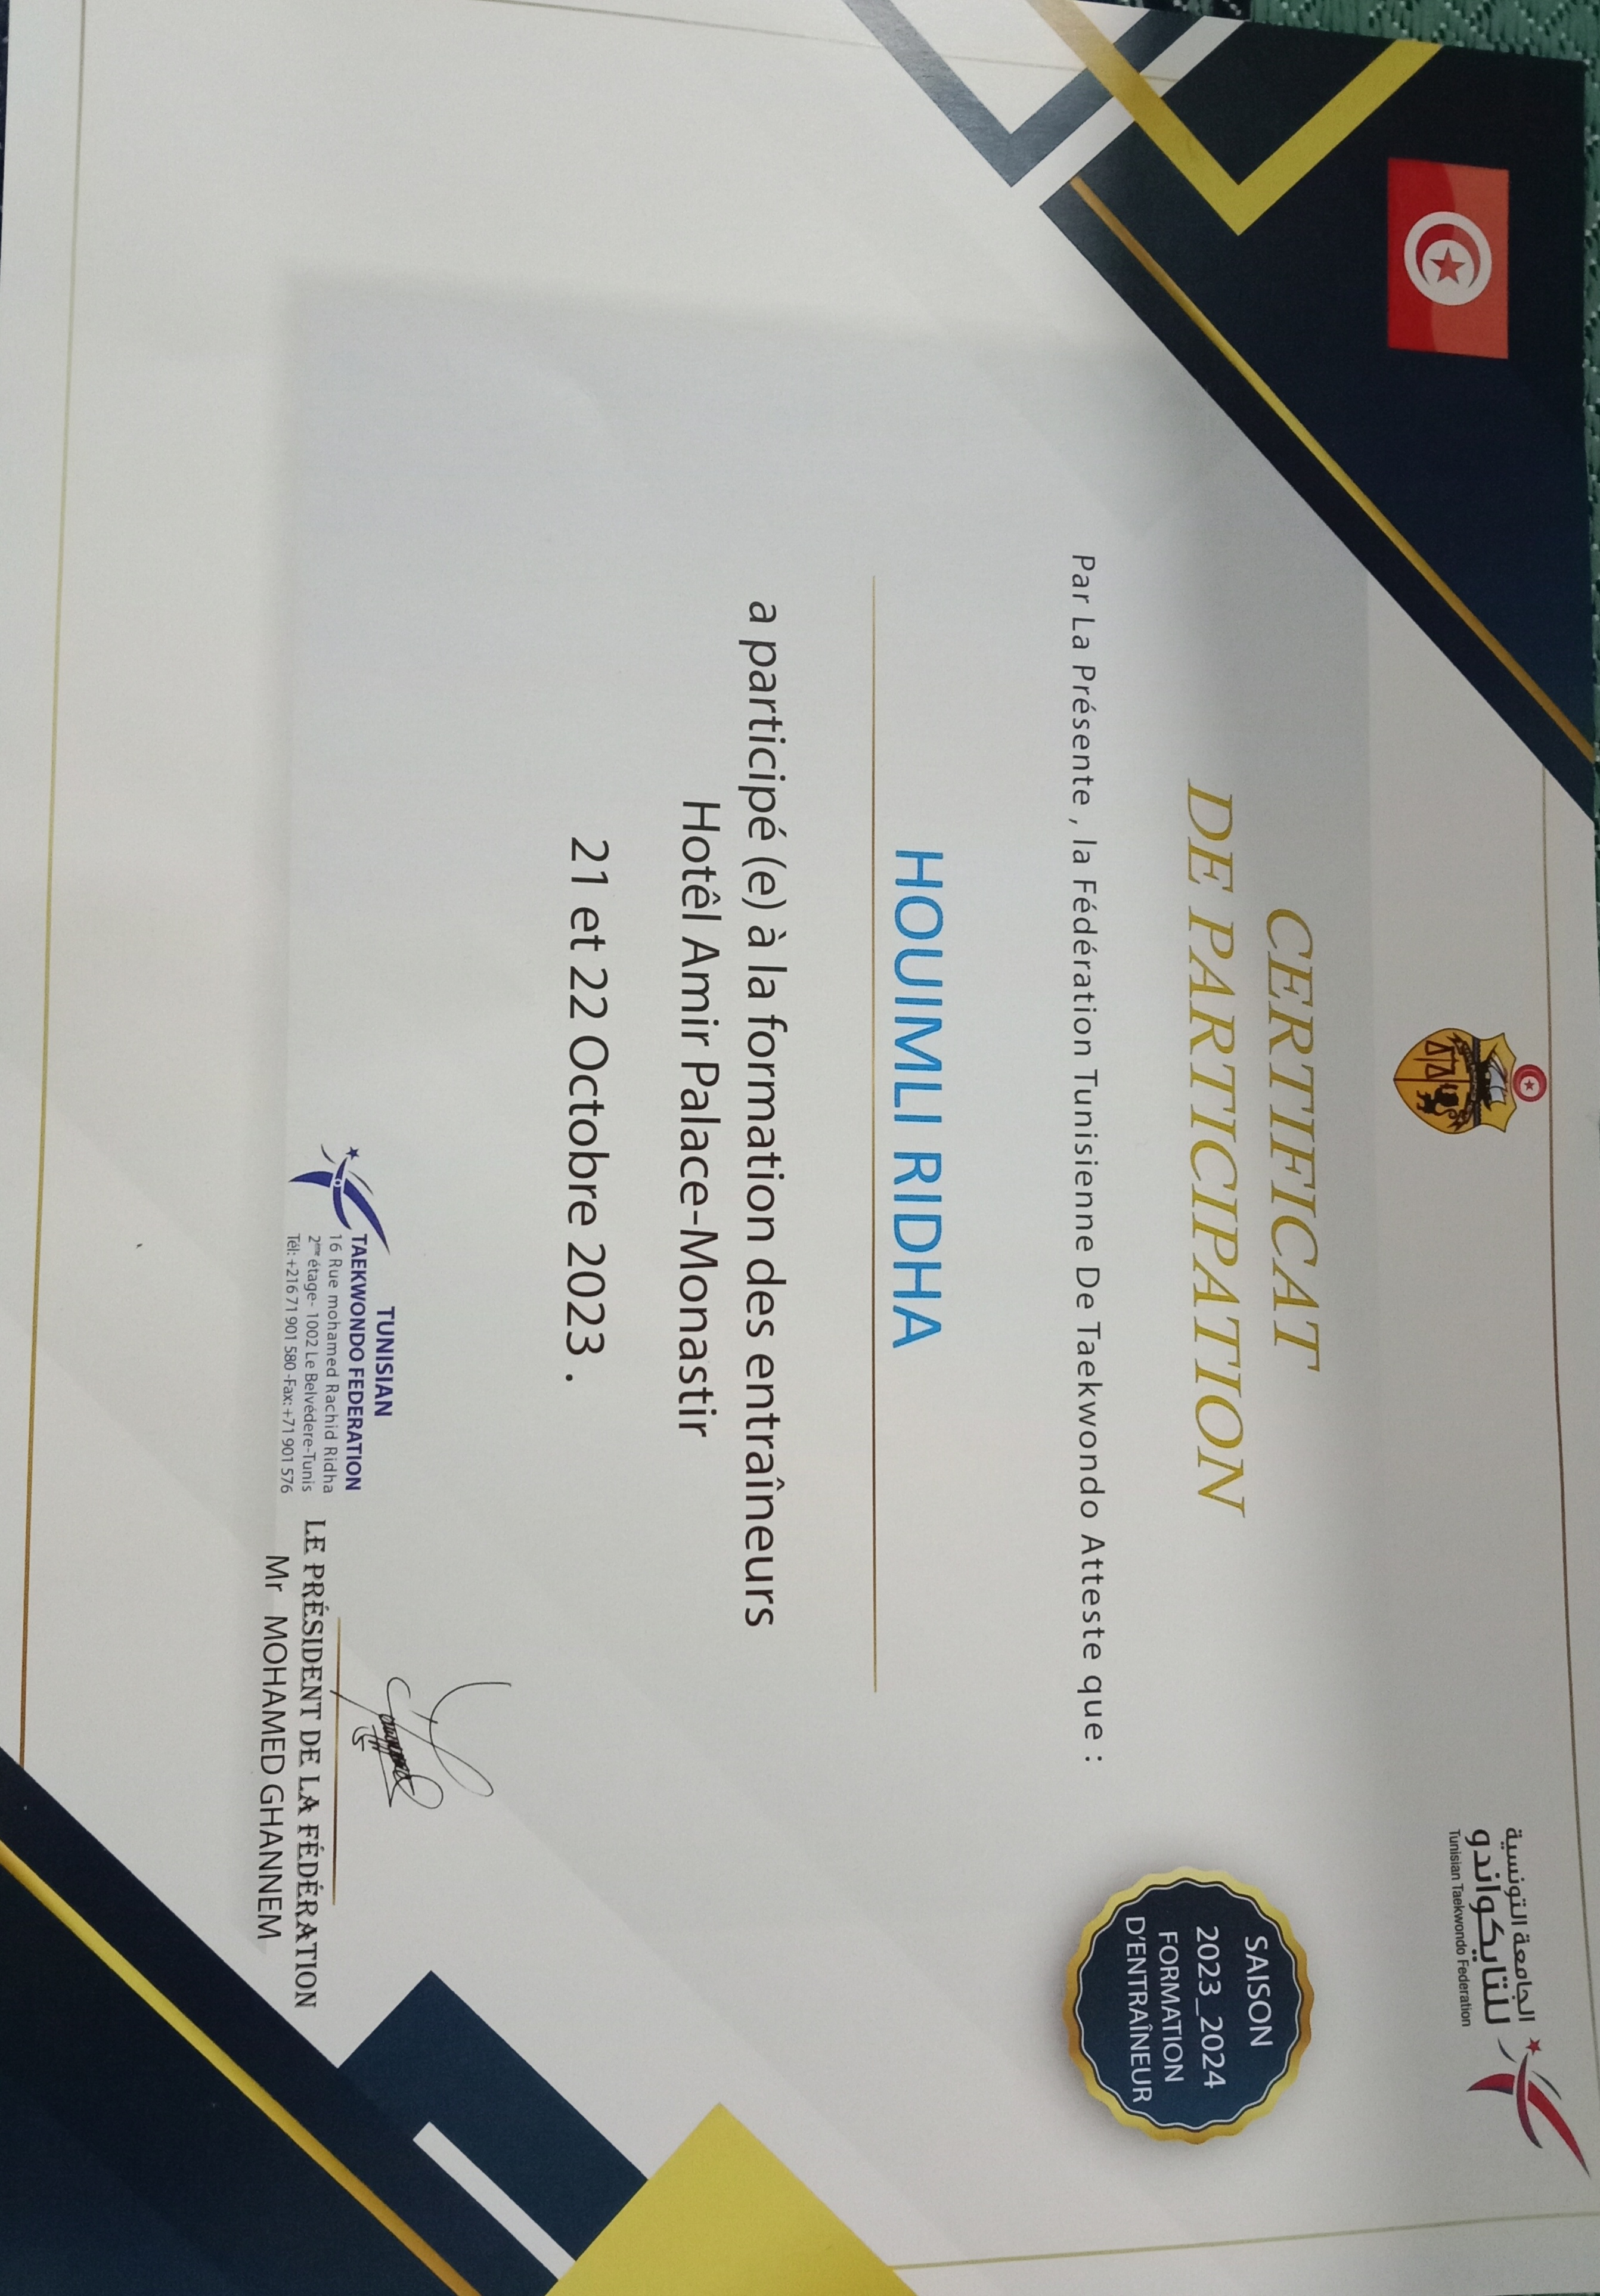 الجامعة التونسية
للتايكواندو
Tunisian Taekwondo Federation
CERTIFICAT
DE PARTICIPATION
SAISON
2023_2024
FORMATION
D'ENTRAÎNEUR
Par La Présente , la Fédération Tunisienne De Taekwondo Atteste que :
HOUIMLI RIDHA
a participé (e) à la formation des entraîneurs
Hotêl Amir Palace-Monastir
21 et 22 Octobre 2023 .
TUNISIAN
TAEKWONDO FEDERATION
16 Rue mohamed Rachid Ridha
2ème étage- 1002 Le Belvédere-Tunis
Tél: +216 71 901 580 -Fax: +71 901 576
LE PRÉSIDENT DE LA FÉDÉRATION
Mr MOHAMED GHANNEM